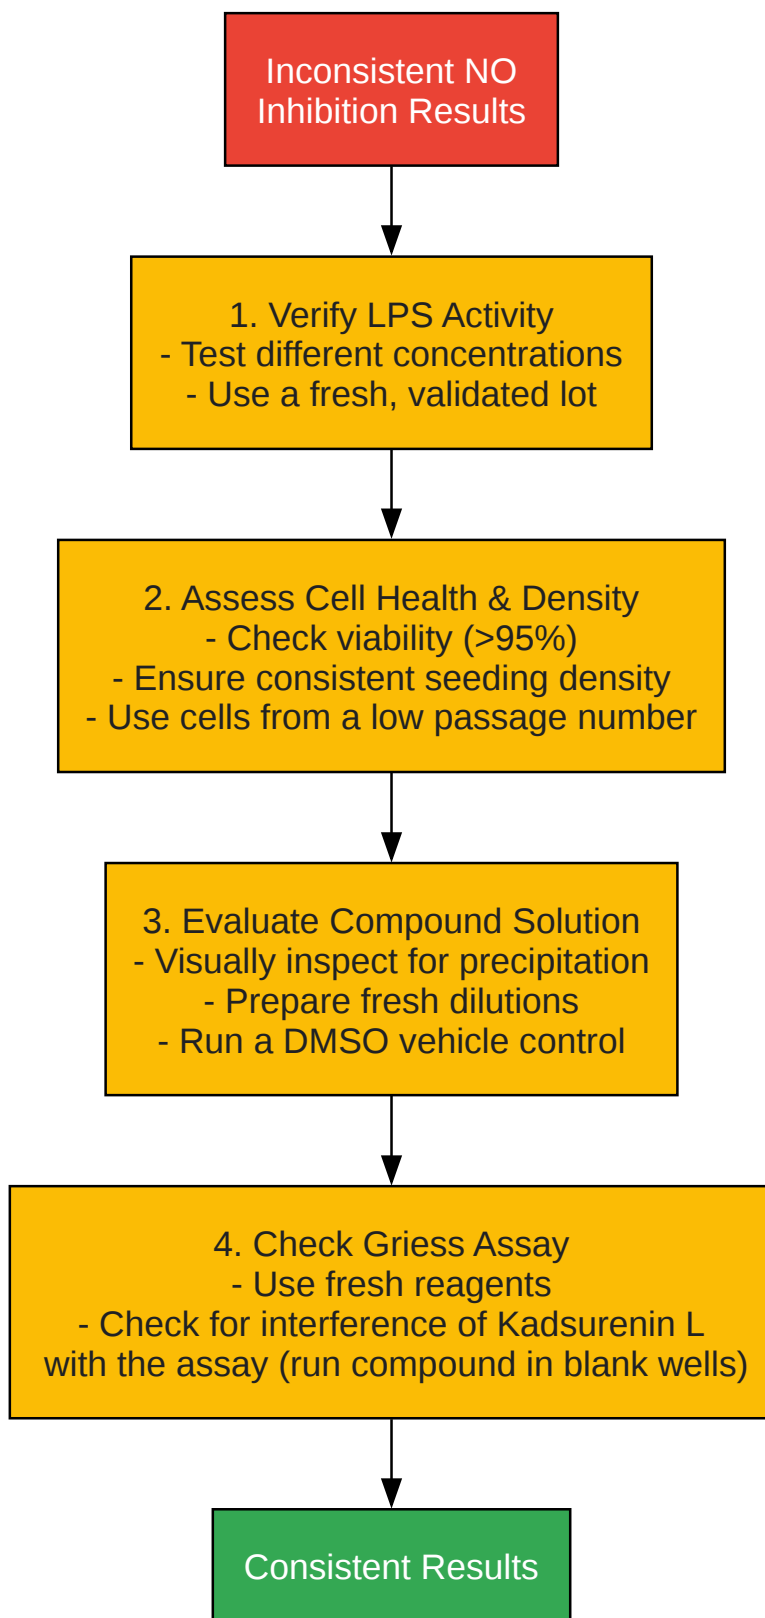 Inconsistent NO
Inhibition Results
1. Verify LPS Activity
- Test different concentrations
- Use a fresh, validated lot
2. Assess Cell Health & Density
- Check viability (>95%)
- Ensure consistent seeding density
- Use cells from a low passage number
3. Evaluate Compound Solution
- Visually inspect for precipitation
- Prepare fresh dilutions
- Run a DMSO vehicle control
4. Check Griess Assay
- Use fresh reagents
- Check for interference of Kadsurenin L
with the assay (run compound in blank wells)
Consistent Results